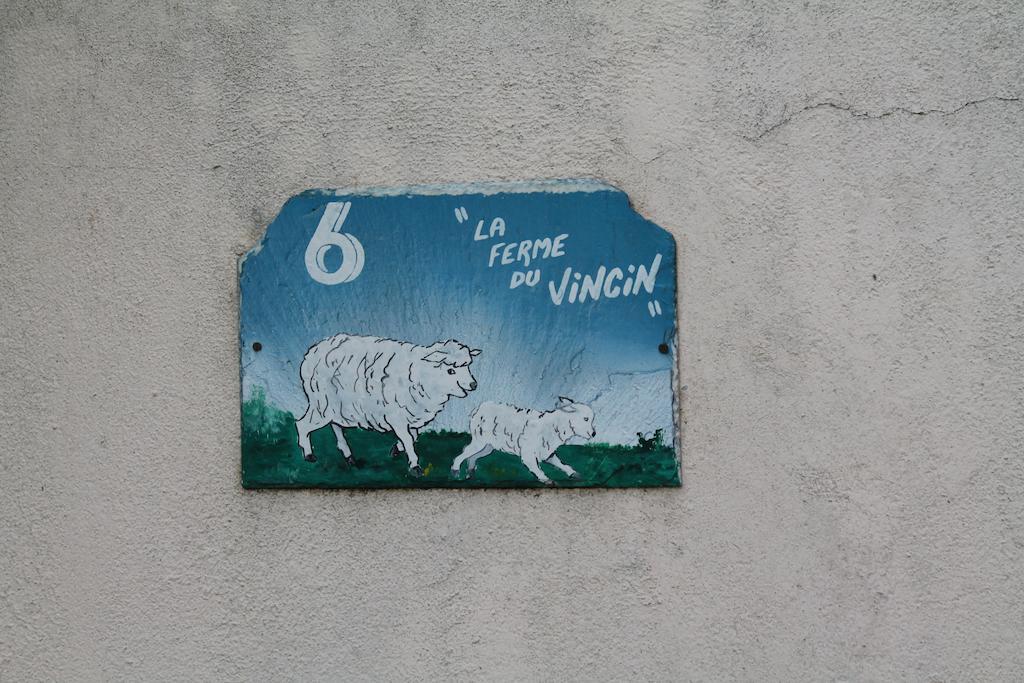 6
"LA
FERME
DU VINCIN"